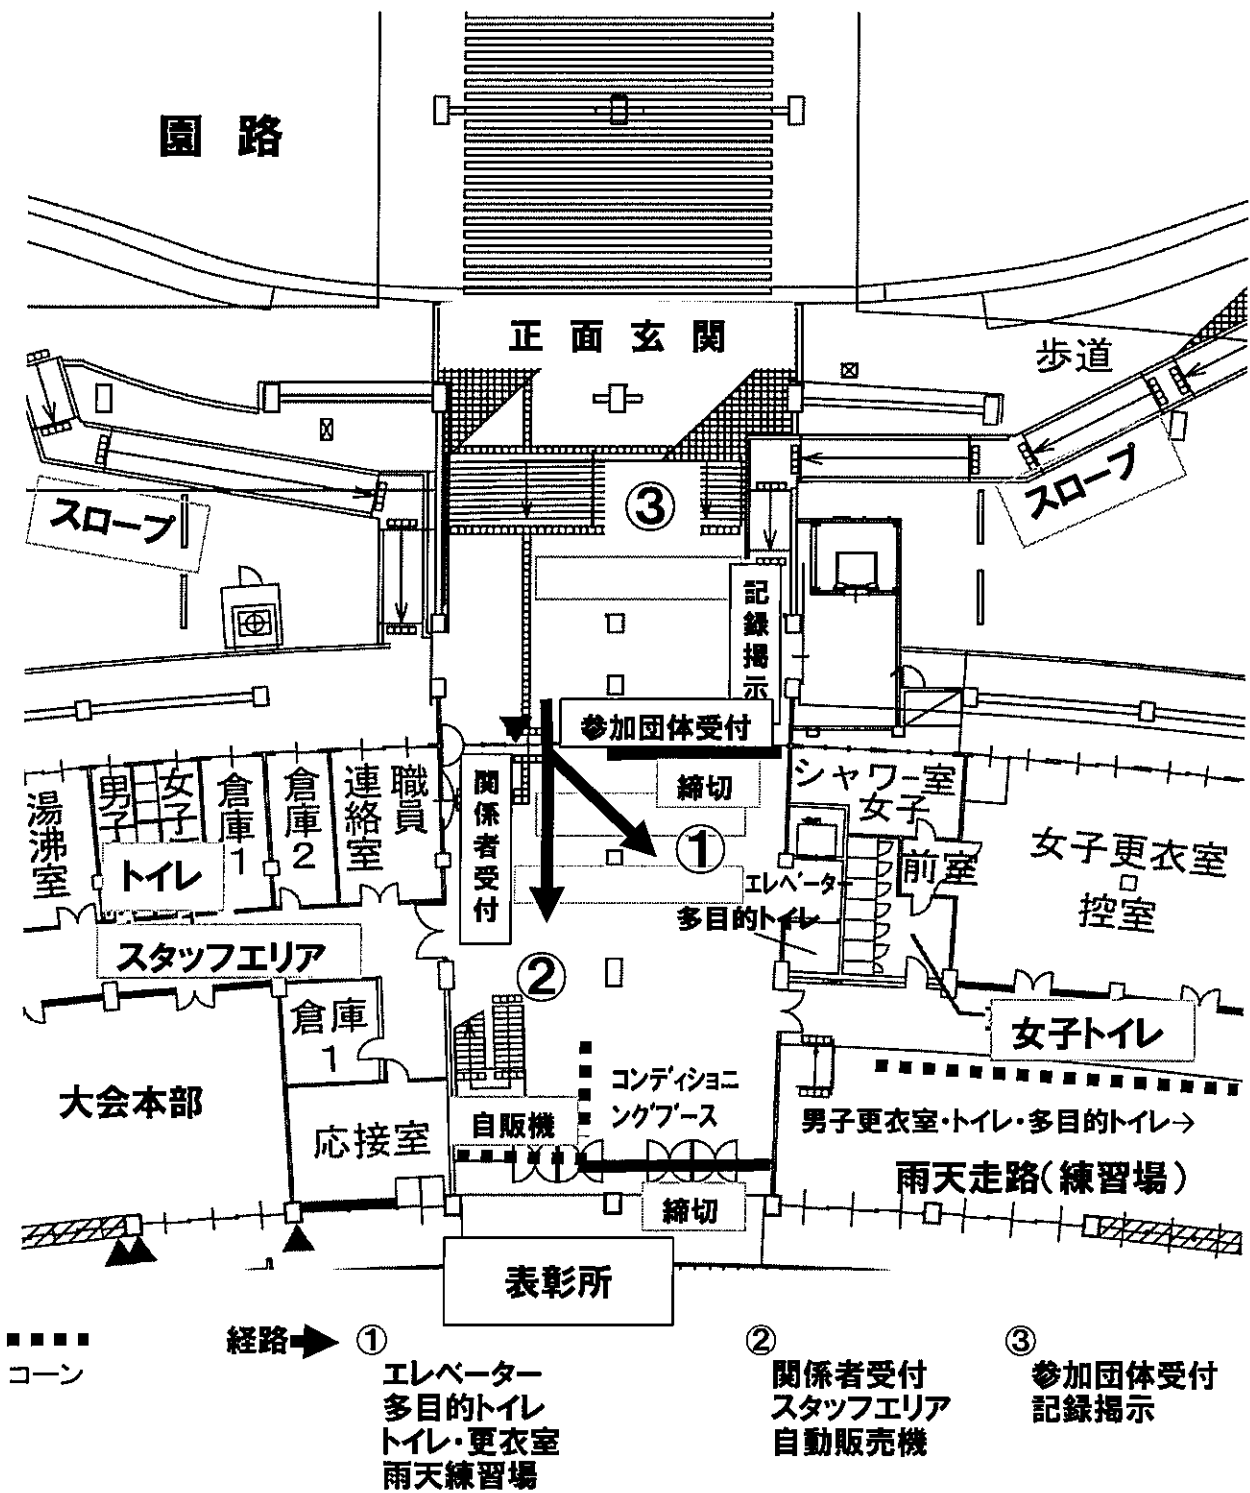 園路
正面玄関
歩道
スロープ
スロープ
③
記録掲示
参加団体受付
締切
関係者受付
①
シャワー室
女子
前室
女子更衣室
控室
湯沸室
男子
女子
トイレ
倉庫1
倉庫2
連絡室
職員
エレベーター
多目的トイレ
スタッフエリア
②
倉庫
1
女子トイレ
大会本部
応接室
自販機
コンディショニ
ングブース
男子更衣室・トイレ・多目的トイレ→
雨天走路(練習場)
締切
表彰所
コーン
経路
①
エレベーター
多目的トイレ
トイレ・更衣室
雨天練習場
②
関係者受付
スタッフエリア
自動販売機
③
参加団体受付
記録掲示